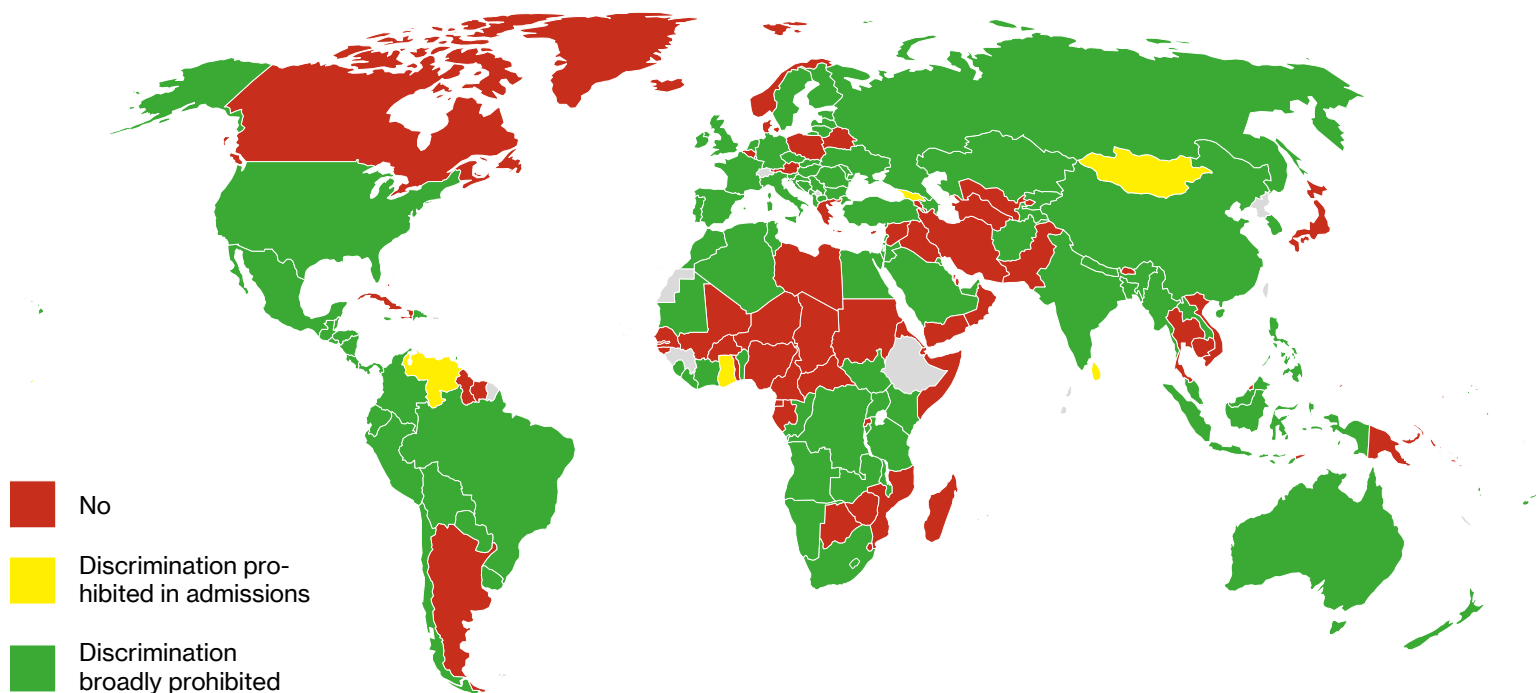 No
Discrimination pro-
hibited in admissions
Discrimination
broadly prohibited